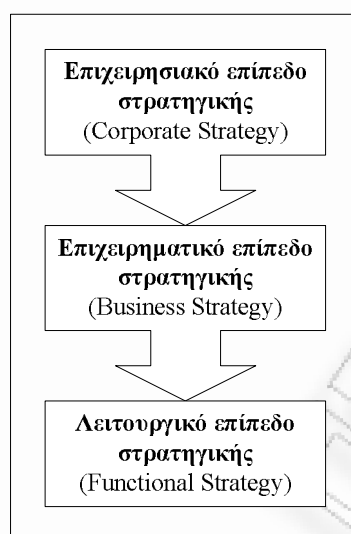 Επιχειρησιακό επίπεδο
στρατηγικής
(Corporate Strategy)
Επιχειρηματικό επίπεδο
στρατηγικής
(Business Strategy)
Λειτουργικό επίπεδο
στρατηγικής
(Functional Strategy)